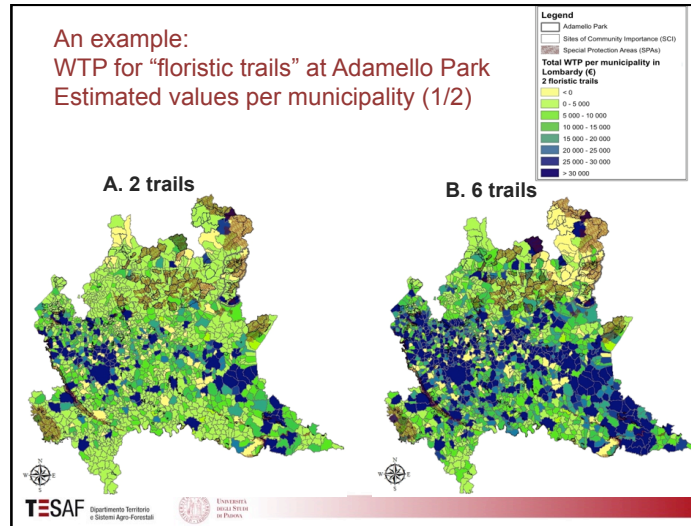 An example:
WTP for “floristic trails” at Adamello Park
Estimated values per municipality (1/2)
Legend
Adamello Park
Sites of Community Importance (SCI)
Special Protection Areas (SPAs)
Total WTP per municipality in
Lombardy (€)
2 floristic trails
< 0
0 - 5 000
5 000 - 10 000
10 000 - 15 000
15 000 - 20 000
20 000 - 25 000
25 000 - 30 000
> 30 000
A. 2 trails
B. 6 trails
N
W E
S
N
W E
S
TESAF Dipartimento Territorio
e Sistemi Agro-Forestali
UNIVERSITÀ
DEGLI STUDI
DI PADOVA